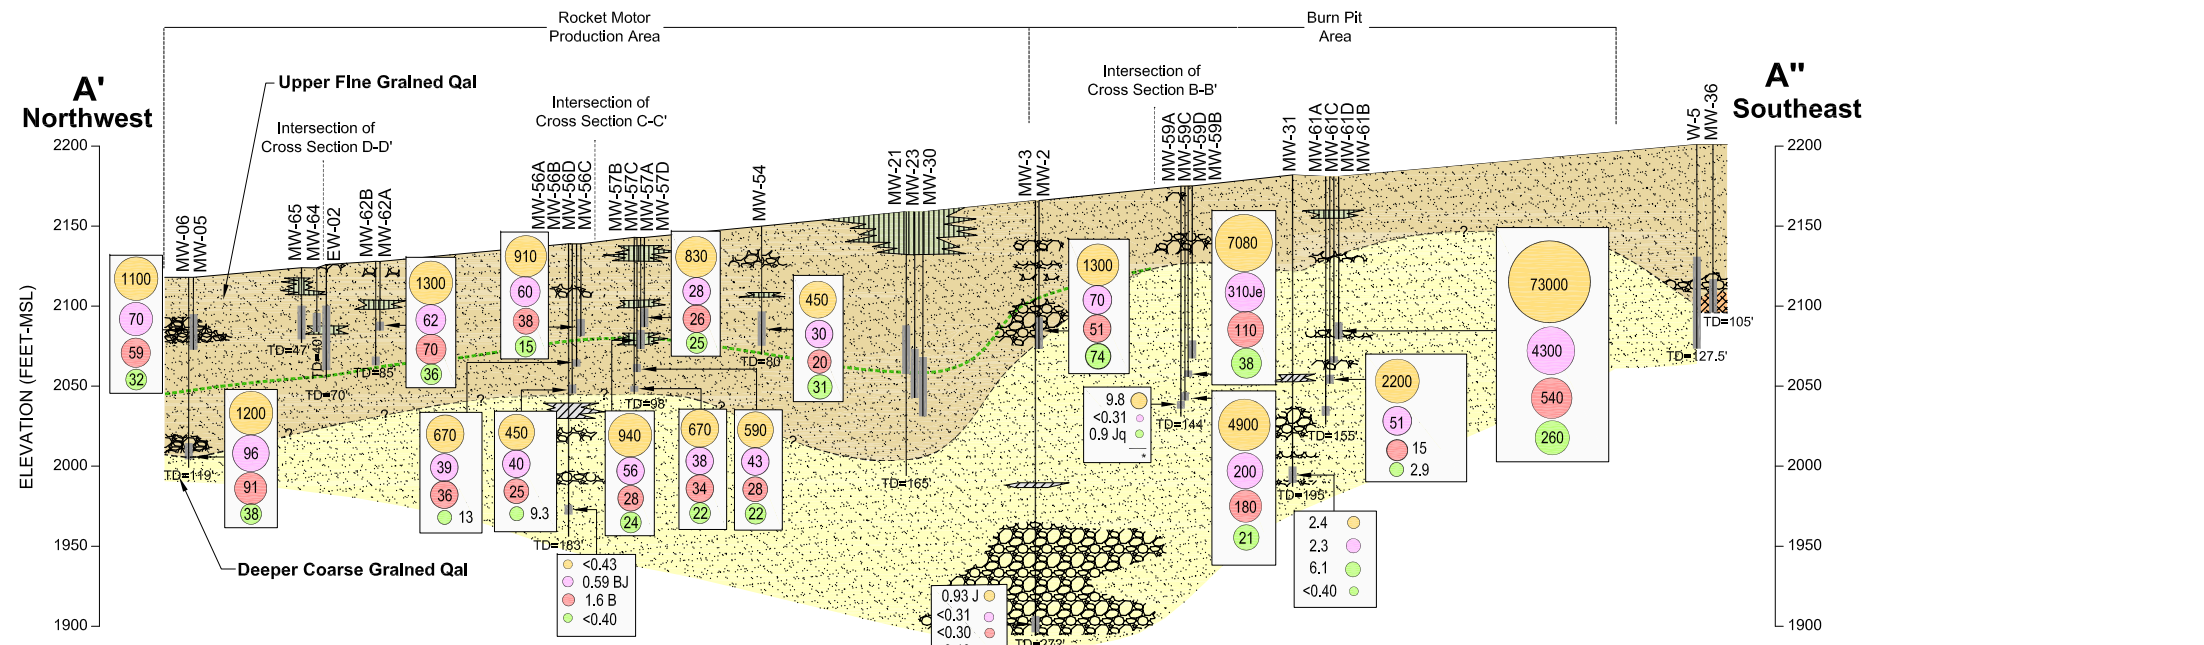 Rocket Motor
Production Area
Burn Pit
Area
A'
Northwest
A"
Southeast
Upper FIne GraIned Qal
Intersection of
Cross Section D-D'
Intersection of
Cross Section C-C'
Intersection of
Cross Section B-B'
ELEVATION (FEET-MSL)
2200
2150
2100
2050
2000
1950
1900
2200
2150
2100
2050
2000
1950
1900
MW-06
MW-05
MW-65
MW-64
EW-02
MW-62B
MW-62A
MW-56A
MW-56B
MW-56D
MW-56C
MW-57B
MW-57C
MW-57A
MW-57D
MW-54
MW-21
MW-23
MW-30
MW-3
MW-2
MW-59A
MW-59C
MW-59D
MW-59B
MW-31
MW-61A
MW-61C
MW-61D
MW-61B
W-5
MW-36
1100
70
59
32
1200
96
91
38
1300
62
70
36
910
60
38
15
830
28
26
25
450
30
20
31
670
39
36
13
450
40
25
9.3
940
56
28
24
670
38
34
22
590
43
28
22
<0.43
0.59 BJ
1.6 B
<0.40
0.93 J
<0.31
<0.30
1300
70
51
74
9.8
<0.31
0.9 Jq
*
7080
310Je
110
38
4900
200
180
21
2.4
2.3
6.1
<0.40
2200
51
15
2.9
73000
4300
540
260
TD=119'
TD=47'
TD=40'
TD=70'
TD=85'
TD=183'
TD=98'
TD=80'
TD=165'
TD=272'
TD=144'
TD=195'
TD=155'
TD=127.5'
TD=105'
?
?
?
?
?
?
?
Deeper Coarse GraIned Qal